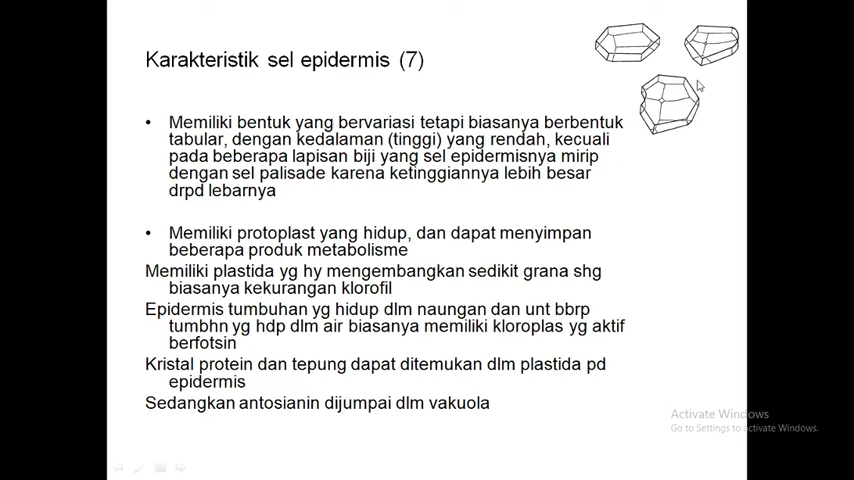 Karakteristik sel epidermis (7)
• Memiliki bentuk yang bervariasi tetapi biasanya berbentuk
tabular, dengan kedalaman (tinggi) yang rendah, kecuali
pada beberapa lapisan biji yang sel epidermisnya mirip
dengan sel palisade karena ketinggiannya lebih besar
drpd lebarnya
• Memiliki protoplast yang hidup, dan dapat menyimpan
beberapa produk metabolisme
Memiliki plastida yg hy mengembangkan sedikit grana shg
biasanya kekurangan klorofil
Epidermis tumbuhan yg hidup dlm naungan dan unt bbrp
tumbhn yg hdp dlm air biasanya memiliki kloroplas yg aktif
berfotsin
Kristal protein dan tepung dapat ditemukan dlm plastida pd
epidermis
Sedangkan antosianin dijumpai dlm vakuola
Activate Windows
Go to Settings to activate Windows.